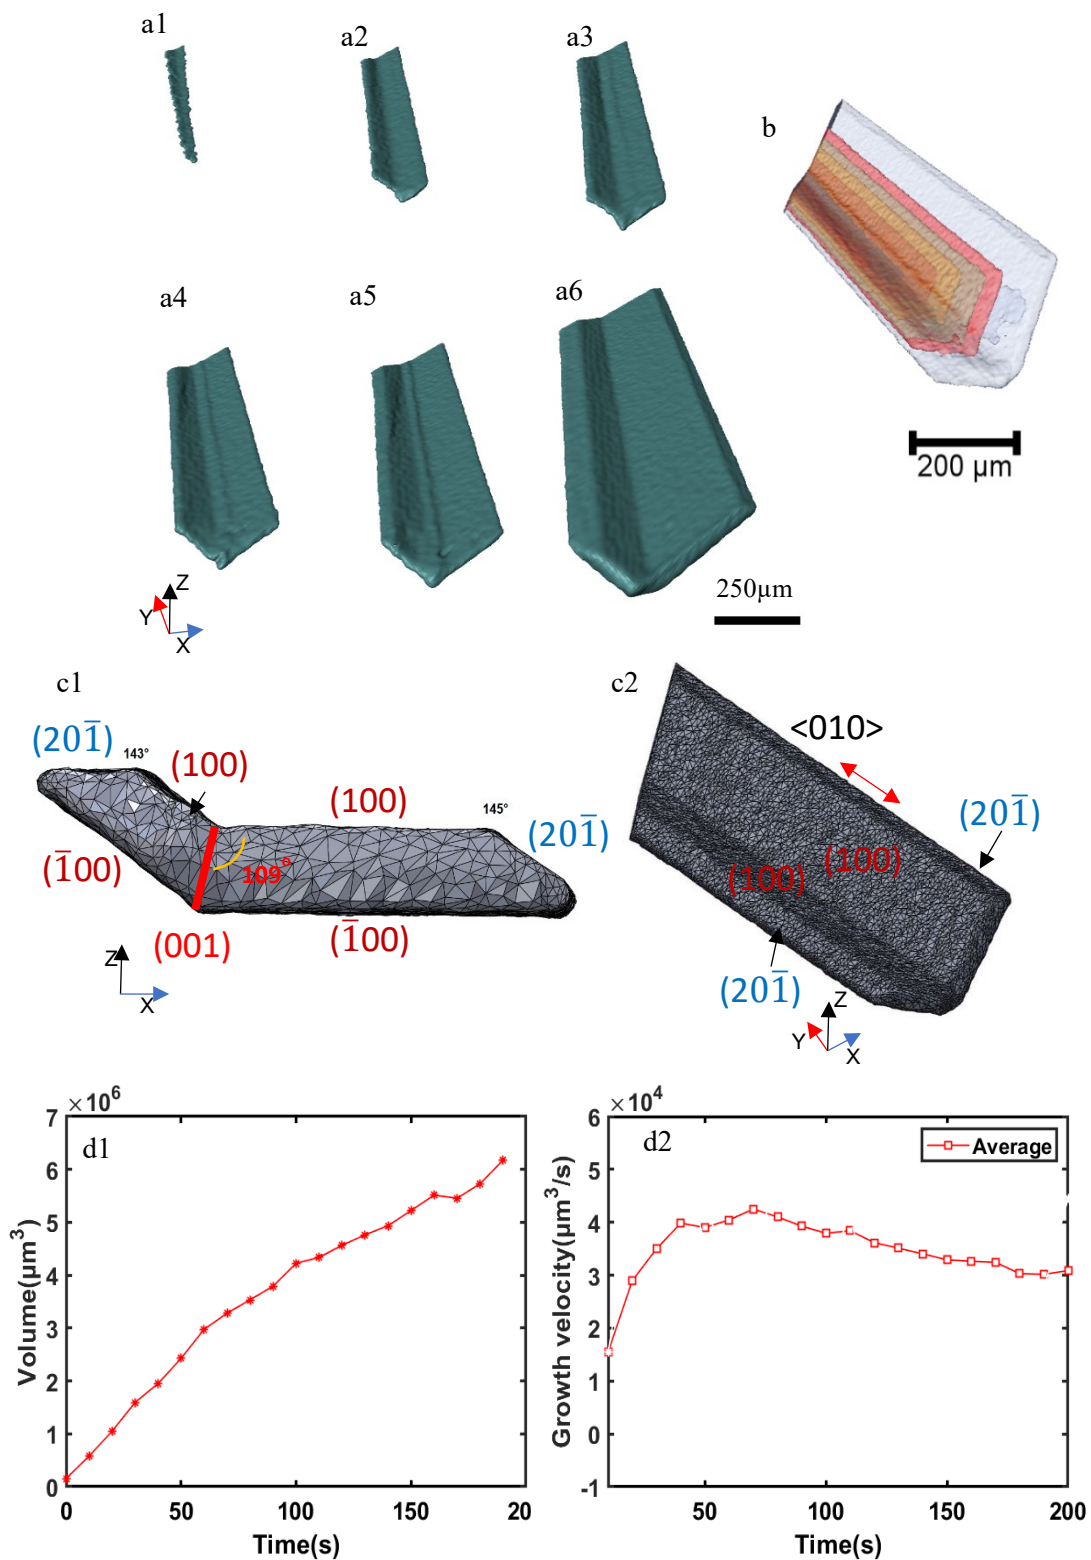 a1
a2
a3
b
a4
a5
a6
200 µm
250µm
Z
Y
X
c1
c2
(201̅)
143°
(100)
(100)
145°
(201̅)
(1̅00)
109°
(001)
(1̅00)
Z
X
<010>
(201̅)
(100)
(100)
(201̅)
Z
Y
X
×10⁶
d1
7
6
5
4
3
2
1
0
Volume(µm³)
0
50
100
150
20
Time(s)
×10⁴
d2
Average
6
5
4
3
2
1
0
-1
Growth velocity(µm³/s)
50
100
150
200
Time(s)